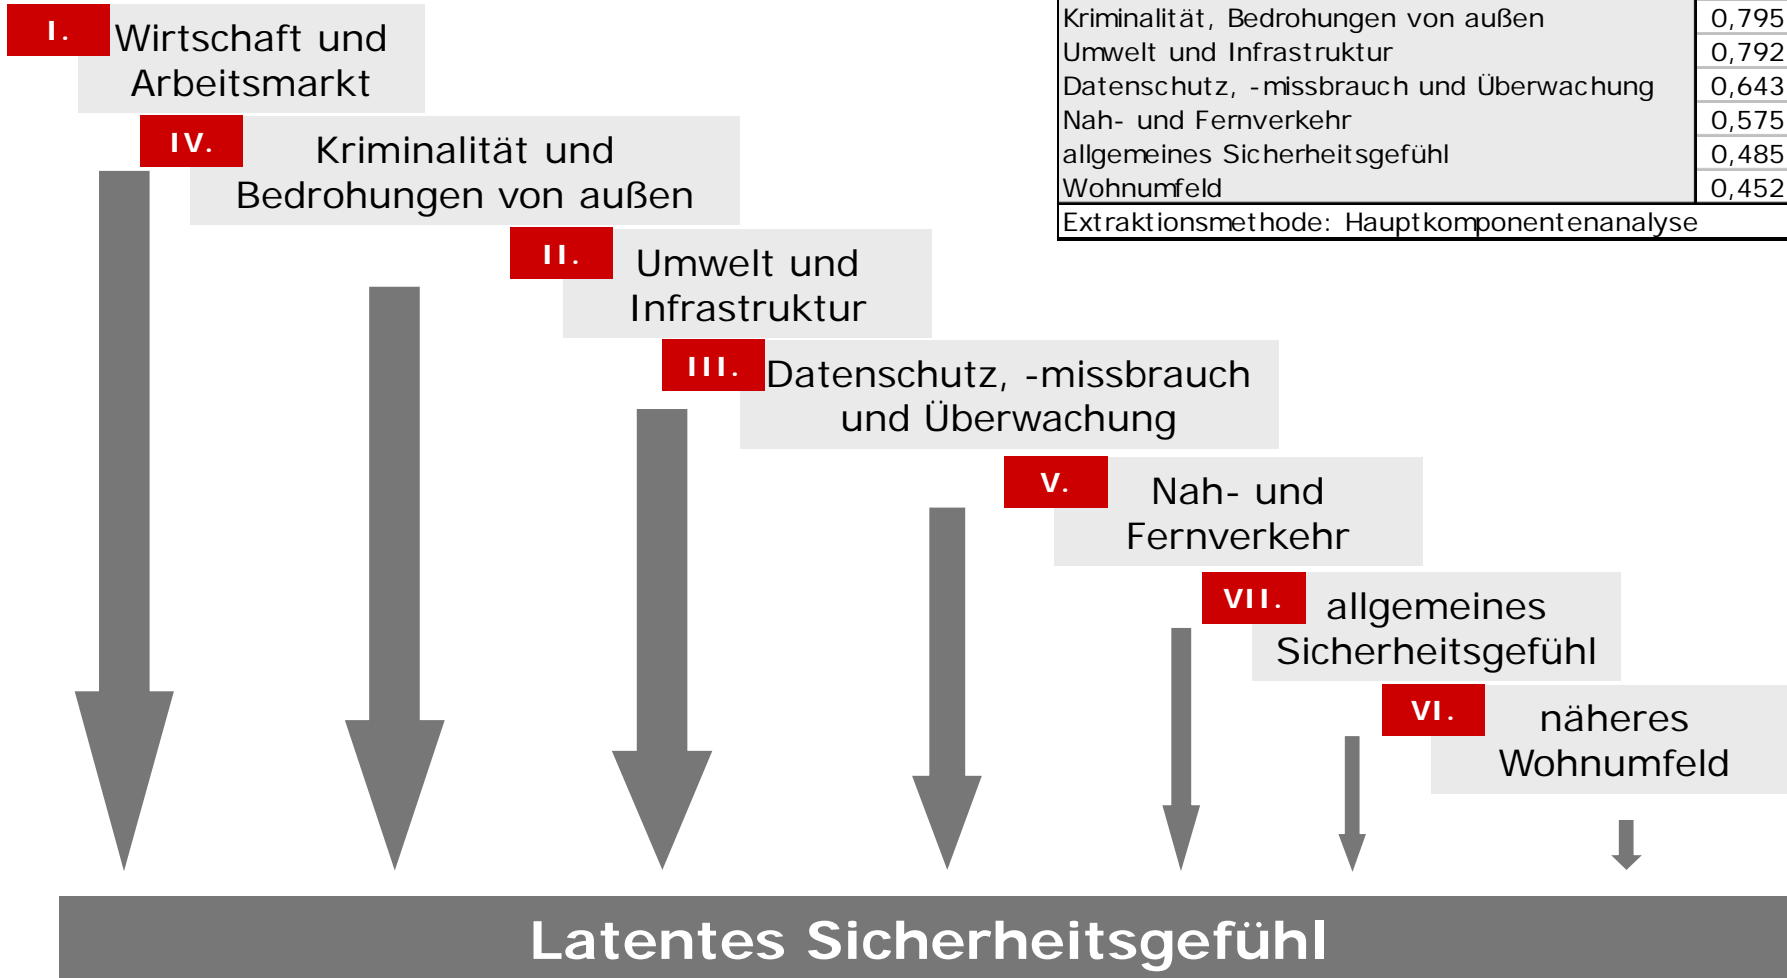 I.
Wirtschaft und
Arbeitsmarkt
Kriminalität, Bedrohungen von außen 0,795
Umwelt und Infrastruktur 0,792
Datenschutz, -missbrauch und Überwachung 0,643
Nah- und Fernverkehr 0,575
allgemeines Sicherheitsgefühl 0,485
Wohnumfeld 0,452
Extraktionsmethode: Hauptkomponentenanalyse
IV.
Kriminalität und
Bedrohungen von außen
II.
Umwelt und
Infrastruktur
III.
Datenschutz, -missbrauch
und Überwachung
V.
Nah- und
Fernverkehr
VII.
allgemeines
Sicherheitsgefühl
VI.
näheres
Wohnumfeld
Latentes Sicherheitsgefühl